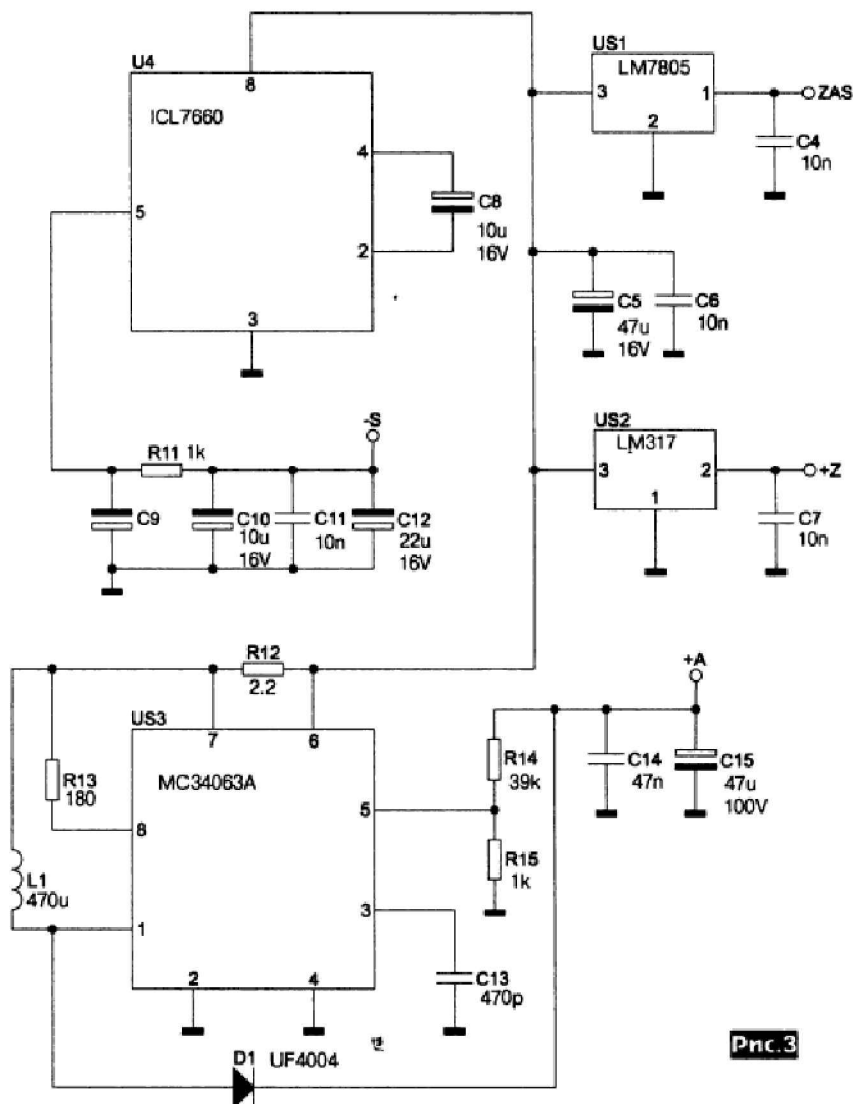 U4
8
ICL7660
4
5
2
3
C8
10u
16V
US1
LM7805
3
1
2
ZAS
C4
10n
C5
47u
16V
C6
10n
-S
R11 1k
C9
C10
10u
16V
C11
10n
C12
22u
16V
US2
LM317
3
2
1
+Z
C7
10n
R12
2.2
US3
7
6
MC34063A
R13
180
8
5
L1
470u
1
3
2
4
R14
39k
R15
1k
C13
470p
+A
C14
47n
C15
47u
100V
D1 UF4004
Рис.3